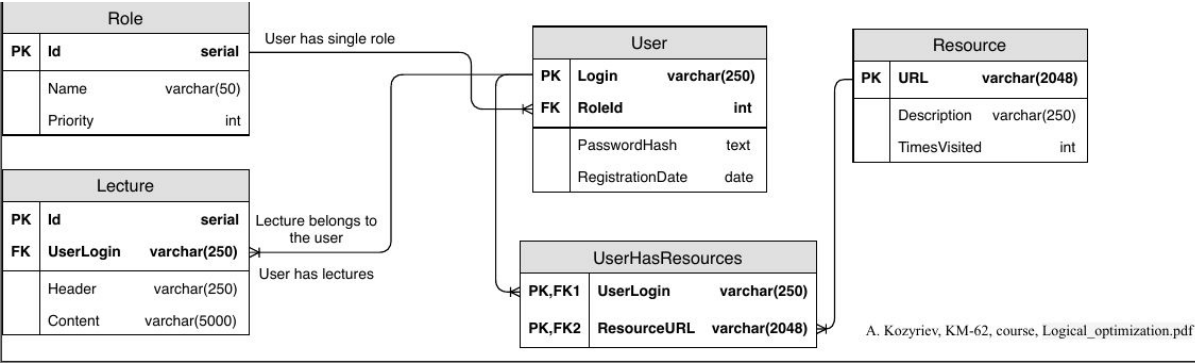 Role
PK Id serial
Name varchar(50)
Priority int
User has single role
User
PK Login varchar(250)
FK RoleId int
PasswordHash text
RegistrationDate date
Resource
PK URL varchar(2048)
Description varchar(250)
TimesVisited int
Lecture
PK Id serial
FK UserLogin varchar(250)
Header varchar(250)
Content varchar(5000)
Lecture belongs to
the user
User has lectures
UserHasResources
PK,FK1 UserLogin varchar(250)
PK,FK2 ResourceURL varchar(2048)
A. Kozyriev, KM-62, course, Logical_optimization.pdf